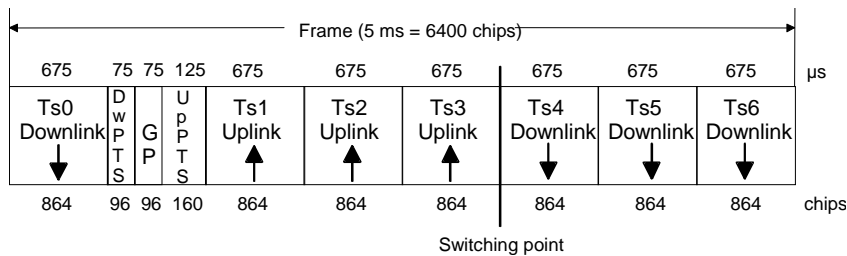 Frame (5 ms = 6400 chips)
675 75 75 125 675 675 675 675 675 675 µs
Ts0 Downlink
DwPTS
GP
UpPTS
Ts1 Uplink
Ts2 Uplink
Ts3 Uplink
Ts4 Downlink
Ts5 Downlink
Ts6 Downlink
864 96 96 160 864 864 864 864 864 864 chips
Switching point